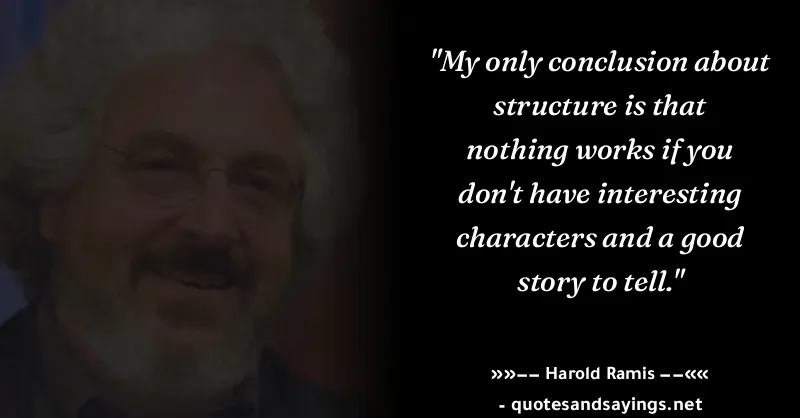 "My only conclusion about
structure is that
nothing works if you
don't have interesting
characters and a good
story to tell."
»»−− Harold Ramis −−««
- quotesandsayings.net